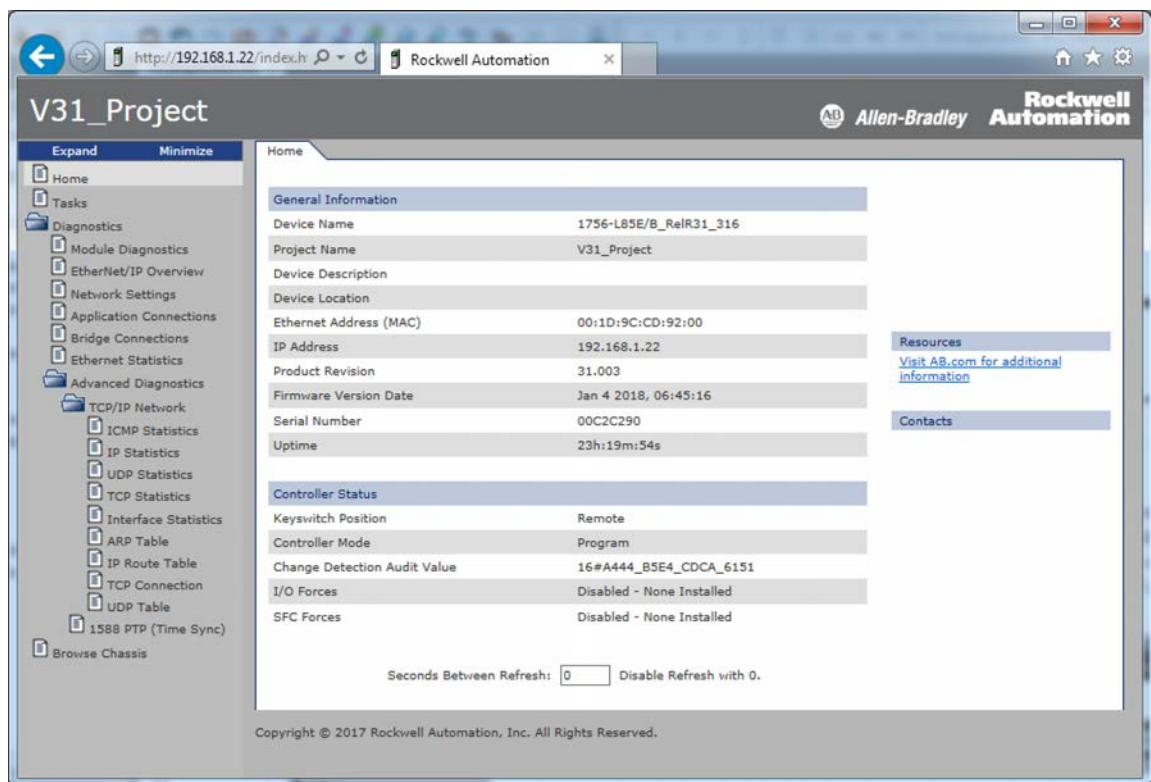 http://192.168.1.22/index.h
Rockwell Automation
V31_Project
AB Allen-Bradley
Rockwell
Automation
Expand Minimize
Home
Tasks
Diagnostics
Module Diagnostics
EtherNet/IP Overview
Network Settings
Application Connections
Bridge Connections
Ethernet Statistics
Advanced Diagnostics
TCP/IP Network
ICMP Statistics
IP Statistics
UDP Statistics
TCP Statistics
Interface Statistics
ARP Table
IP Route Table
TCP Connection
UDP Table
1588 PTP (Time Sync)
Browse Chassis
Home
General Information
Device Name 1756-L85E/B_RelR31_316
Project Name V31_Project
Device Description
Device Location
Ethernet Address (MAC) 00:1D:9C:CD:92:00
IP Address 192.168.1.22
Product Revision 31.003
Firmware Version Date Jan 4 2018, 06:45:16
Serial Number 00C2C290
Uptime 23h:19m:54s
Controller Status
Keyswitch Position Remote
Controller Mode Program
Change Detection Audit Value 16#A444_B5E4_CDCA_6151
I/O Forces Disabled - None Installed
SFC Forces Disabled - None Installed
Seconds Between Refresh: 0 Disable Refresh with 0.
Resources
Visit AB.com for additional
information
Contacts
Copyright © 2017 Rockwell Automation, Inc. All Rights Reserved.